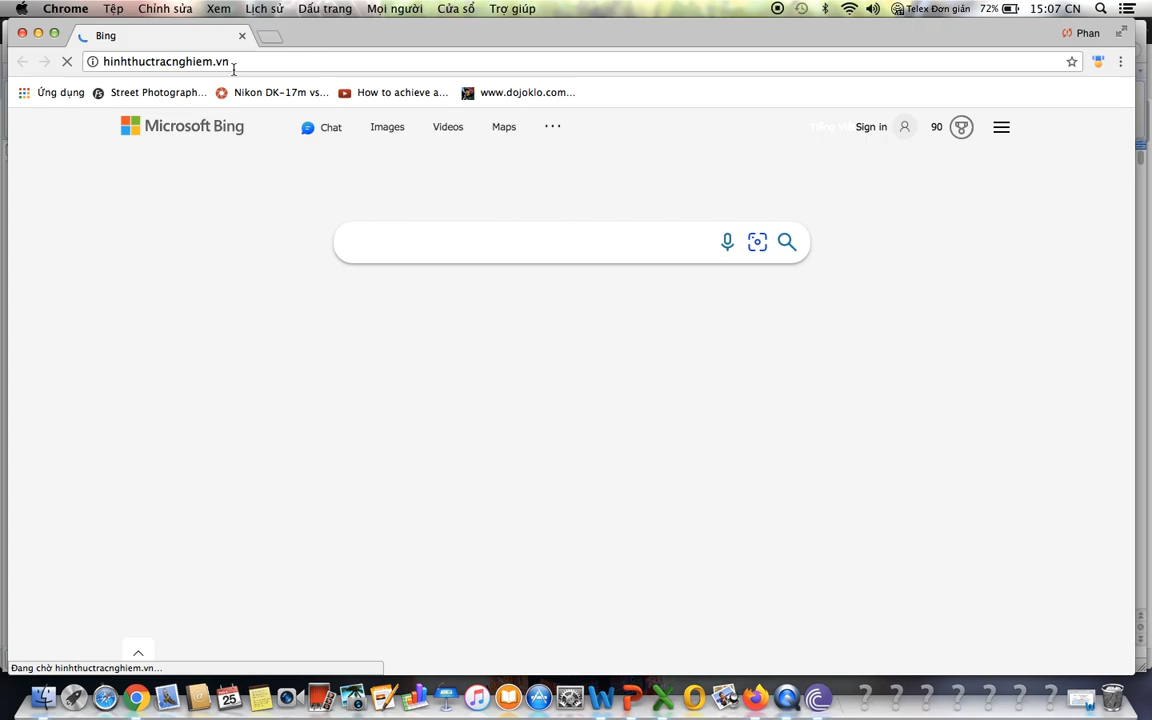 Chrome Tệp Chỉnh sửa Xem Lịch sử Dấu trang Mọi người Cửa sổ Trợ giúp Telex Đơn giản 72% 15:07 CN
Bing Phan
hinhthuctracnghiem.vn
Ứng dụng Street Photograph... Nikon DK-17m vs... How to achieve a... www.dojoklo.com...
Microsoft Bing Chat Images Videos Maps ... Tiếng Việt Sign in 90
Đang chờ hinhthuctracnghiem.vn...
25